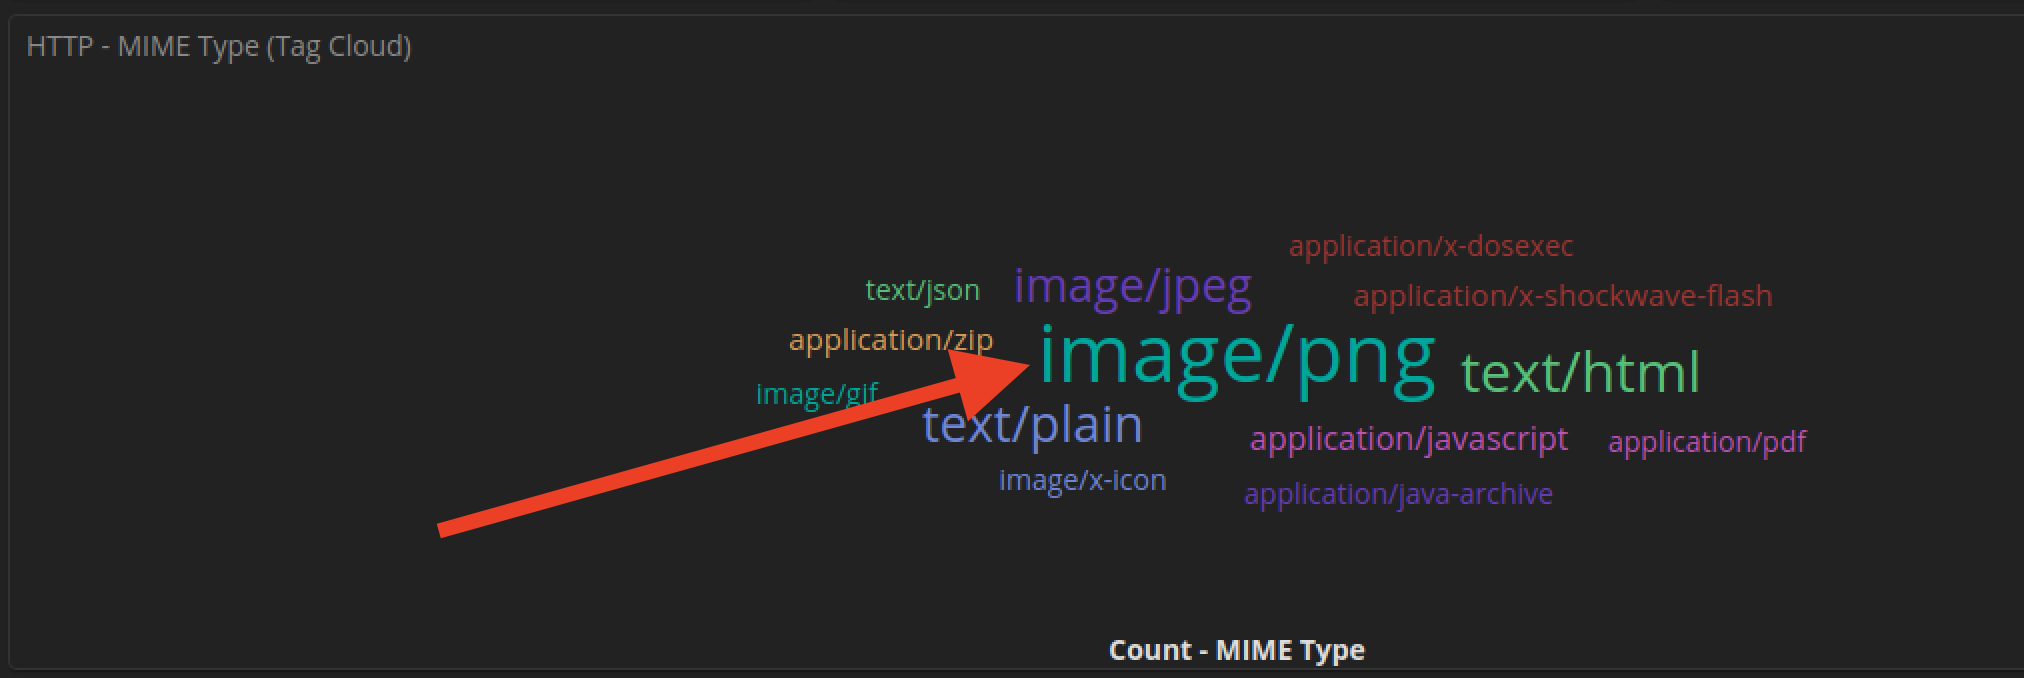 HTTP - MIME Type (Tag Cloud)
application/x-dosexec
text/json
image/jpeg
application/x-shockwave-flash
application/zip
image/png
text/html
image/gif
text/plain
application/javascript
application/pdf
image/x-icon
application/java-archive
Count - MIME Type